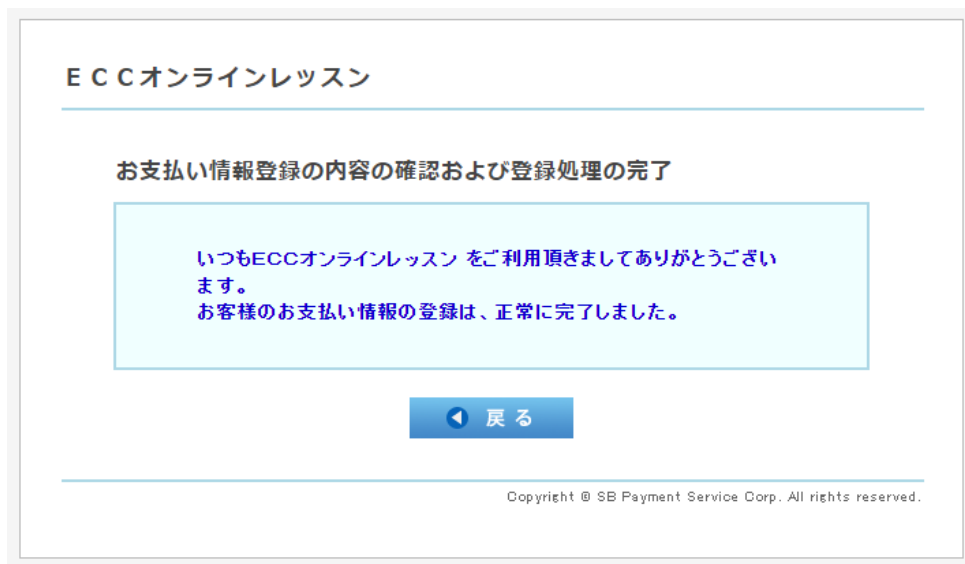 ECCオンラインレッスン
お支払い情報登録の内容の確認および登録処理の完了
いつもECCオンラインレッスン をご利用頂きましてありがとうござい
ます。
お客様のお支払い情報の登録は、正常に完了しました。
戻る
Copyright © SB Payment Service Corp. All rights reserved.